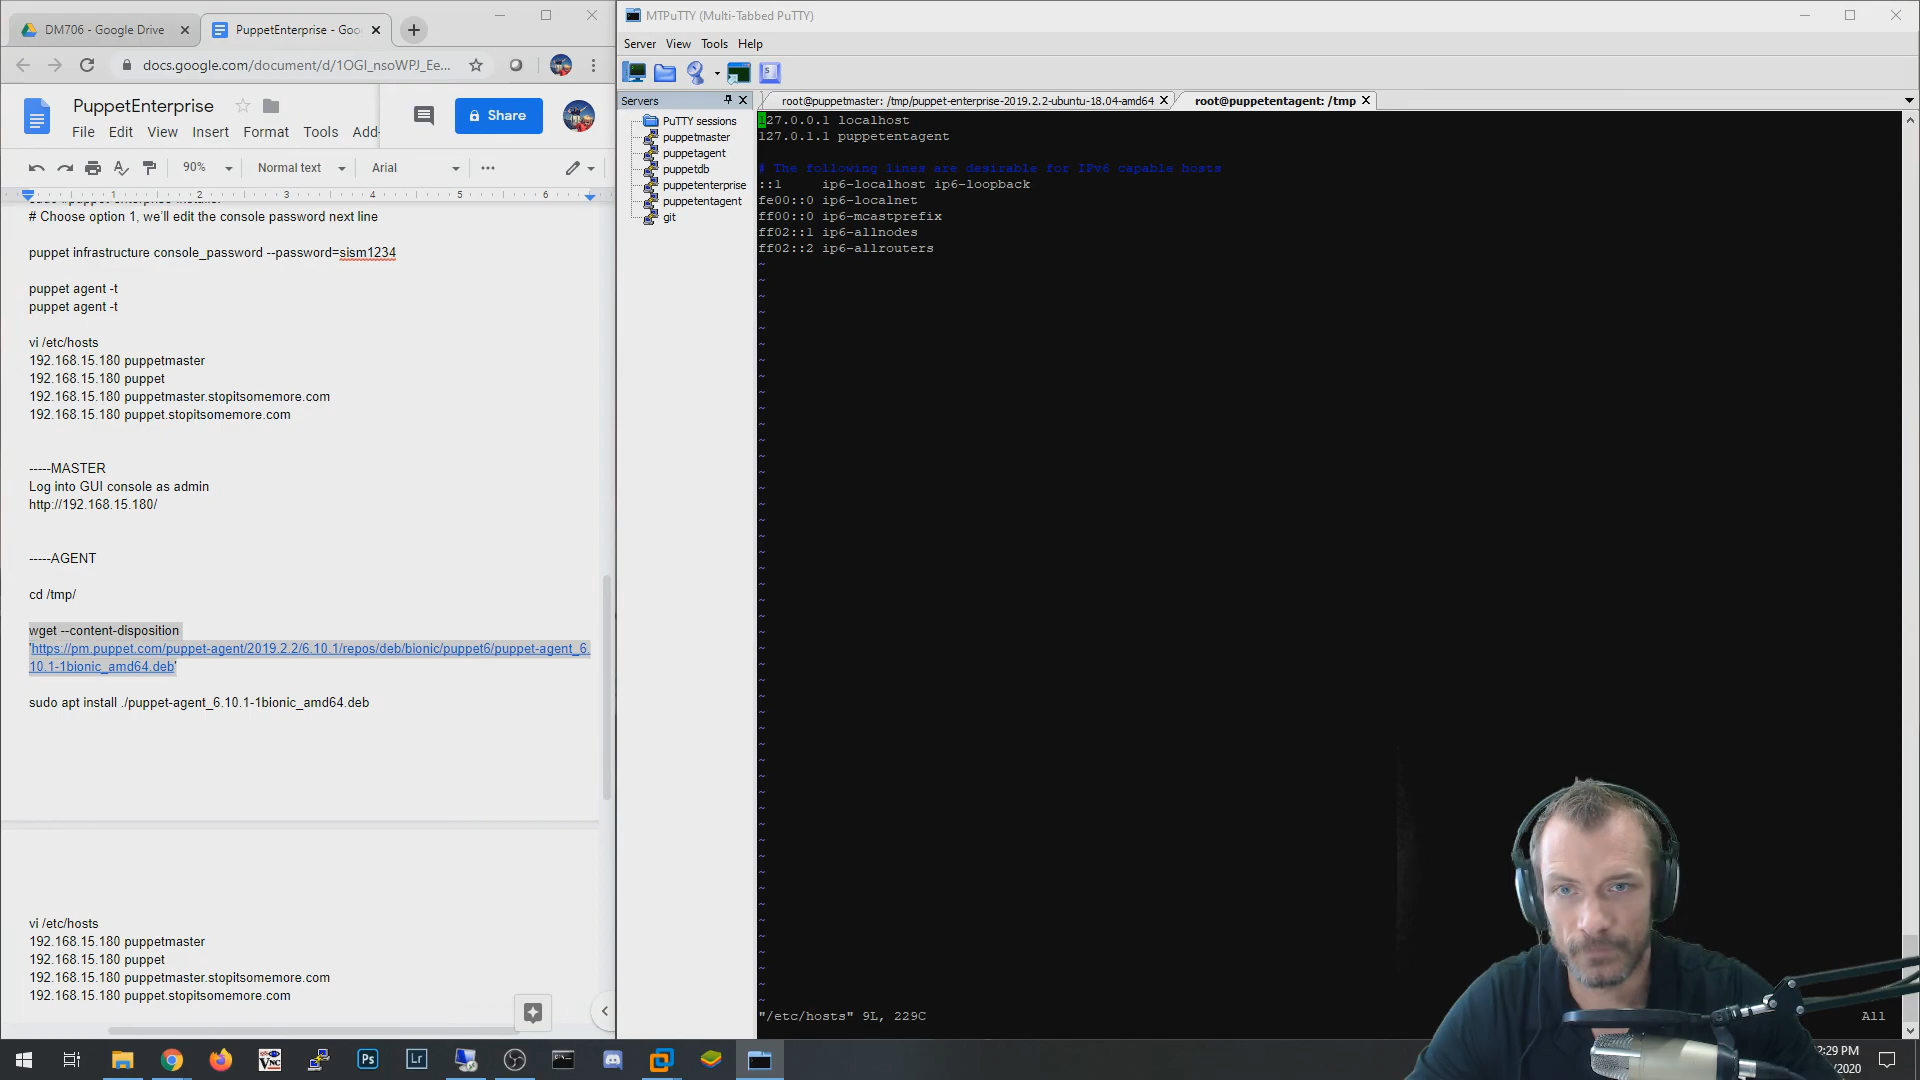 DM706 - Google Drive
PuppetEnterprise - Goo
docs.google.com/document/d/1OGl_nsoWPJ_Ee...
PuppetEnterprise
File Edit View Insert Format Tools Add-
Share
90% Normal text Arial
1 2 3 4 5 6
# Choose option 1, we'll edit the console password next line
puppet infrastructure console_password --password=sism1234
puppet agent -t
puppet agent -t
vi /etc/hosts
192.168.15.180 puppetmaster
192.168.15.180 puppet
192.168.15.180 puppetmaster.stopitsomemore.com
192.168.15.180 puppet.stopitsomemore.com
-----MASTER
Log into GUI console as admin
http://192.168.15.180/
-----AGENT
cd /tmp/
wget --content-disposition
'https://pm.puppet.com/puppet-agent/2019.2.2/6.10.1/repos/deb/bionic/puppet6/puppet-agent_6.
10.1-1bionic_amd64.deb'
sudo apt install ./puppet-agent_6.10.1-1bionic_amd64.deb
vi /etc/hosts
192.168.15.180 puppetmaster
192.168.15.180 puppet
192.168.15.180 puppetmaster.stopitsomemore.com
192.168.15.180 puppet.stopitsomemore.com
MTPuTTY (Multi-Tabbed PuTTY)
Server View Tools Help
Servers
PuTTY sessions
puppetmaster
puppetagent
puppetdb
puppetenterprise
puppetentagent
git
root@puppetmaster: /tmp/puppet-enterprise-2019.2.2-ubuntu-18.04-amd64
root@puppetentagent: /tmp
127.0.0.1 localhost
127.0.1.1 puppetentagent
# The following lines are desirable for IPv6 capable hosts
::1 ip6-localhost ip6-loopback
fe00::0 ip6-localnet
ff00::0 ip6-mcastprefix
ff02::1 ip6-allnodes
ff02::2 ip6-allrouters
"/etc/hosts" 9L, 229C
All
:29 PM
/2020